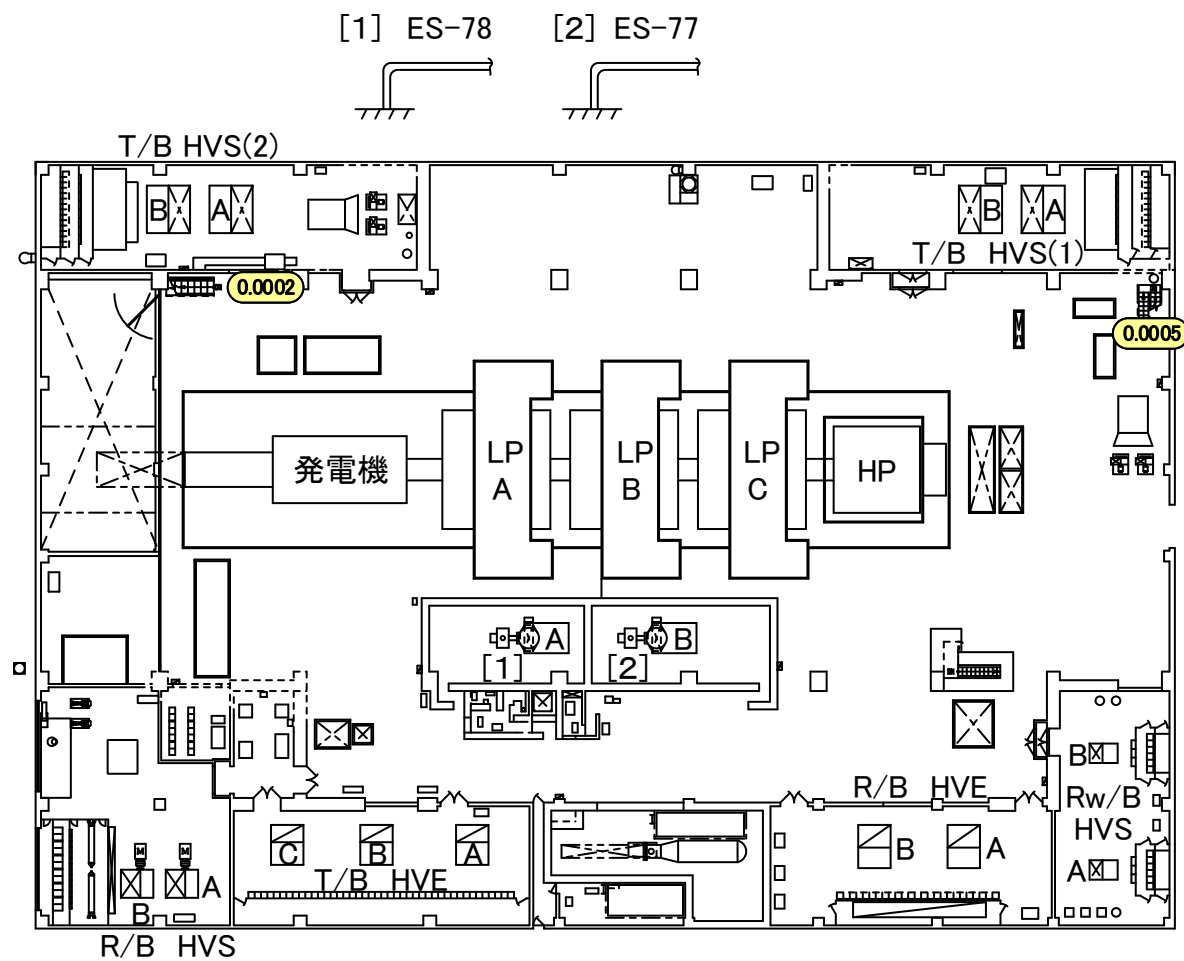 [1] ES-78 [2] ES-77
T/B HVS(2)
B A
B A
T/B HVS(1)
0.0002
0.0005
発電機
LP A
LP B
LP C
HP
A
B
[1]
[2]
R/B HVE
B
Rw/B HVS
A
C B A
T/B HVE
B A
M M
A
B
R/B HVS